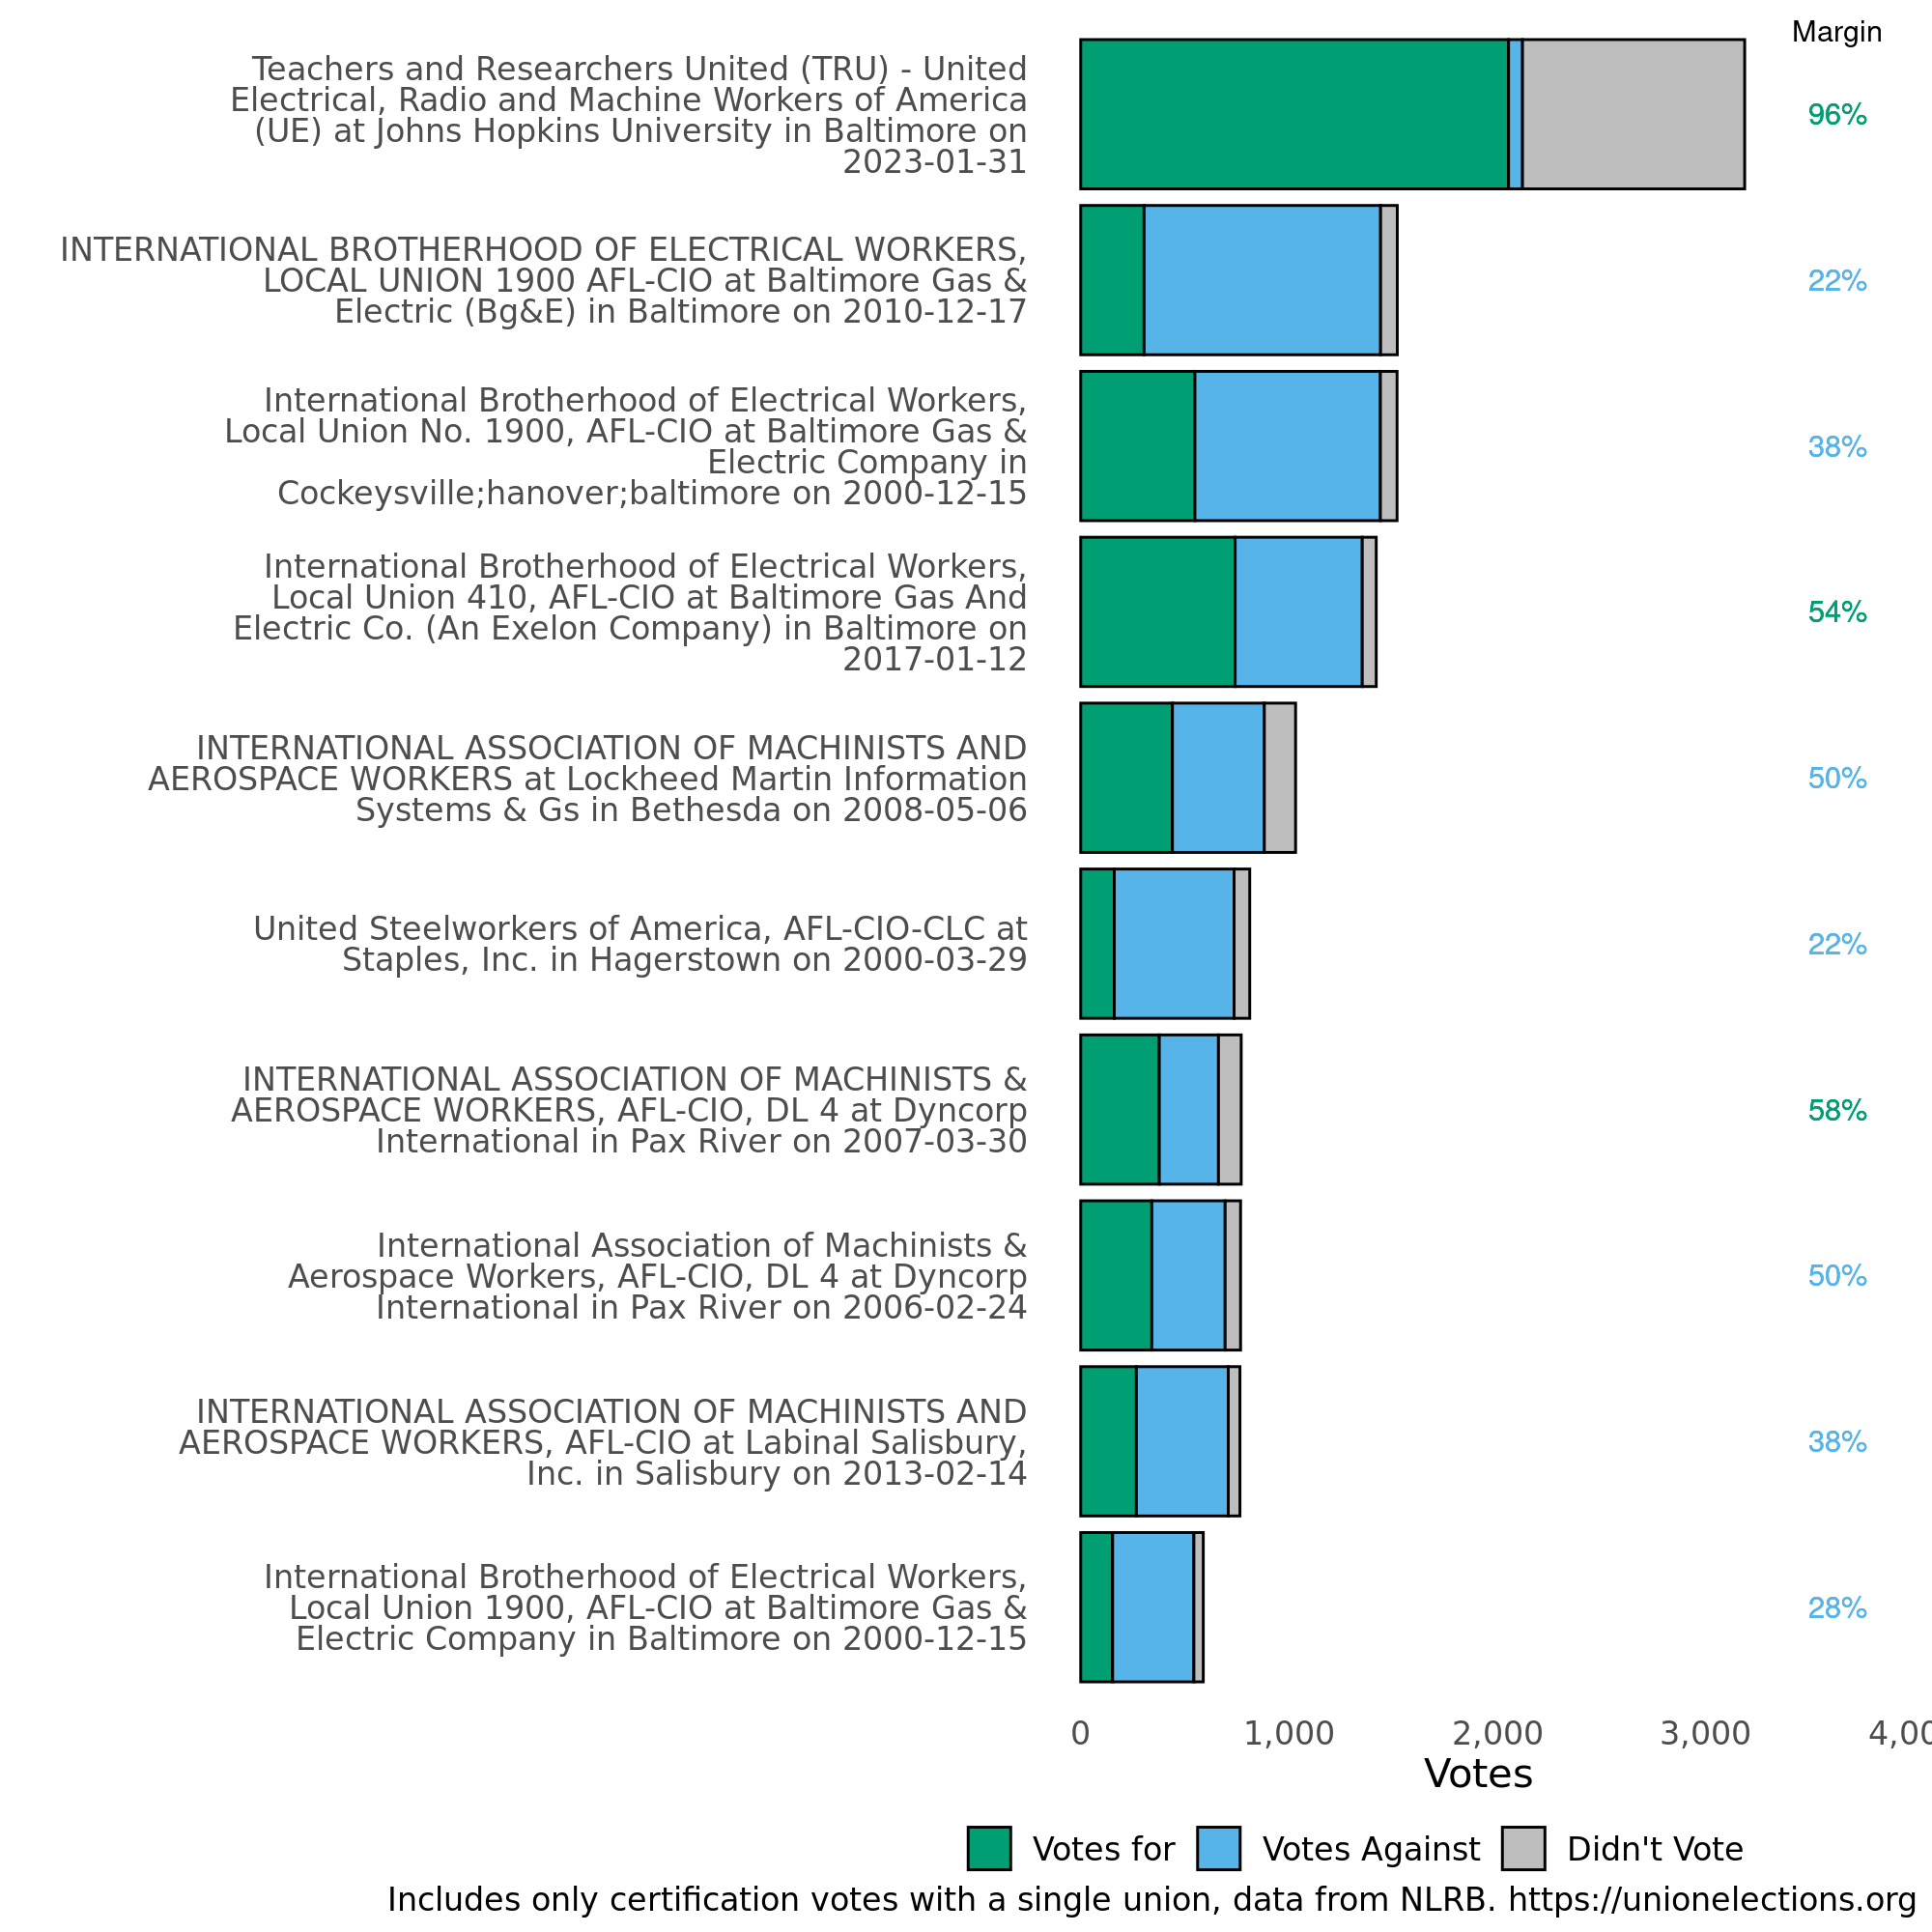 Margin
Teachers and Researchers United (TRU) - United
Electrical, Radio and Machine Workers of America
(UE) at Johns Hopkins University in Baltimore on
2023-01-31
96%
INTERNATIONAL BROTHERHOOD OF ELECTRICAL WORKERS,
LOCAL UNION 1900 AFL-CIO at Baltimore Gas &
Electric (Bg&E) in Baltimore on 2010-12-17
22%
International Brotherhood of Electrical Workers,
Local Union No. 1900, AFL-CIO at Baltimore Gas &
Electric Company in
Cockeysville;hanover;baltimore on 2000-12-15
38%
International Brotherhood of Electrical Workers,
Local Union 410, AFL-CIO at Baltimore Gas And
Electric Co. (An Exelon Company) in Baltimore on
2017-01-12
54%
INTERNATIONAL ASSOCIATION OF MACHINISTS AND
AEROSPACE WORKERS at Lockheed Martin Information
Systems & Gs in Bethesda on 2008-05-06
50%
United Steelworkers of America, AFL-CIO-CLC at
Staples, Inc. in Hagerstown on 2000-03-29
22%
INTERNATIONAL ASSOCIATION OF MACHINISTS &
AEROSPACE WORKERS, AFL-CIO, DL 4 at Dyncorp
International in Pax River on 2007-03-30
58%
International Association of Machinists &
Aerospace Workers, AFL-CIO, DL 4 at Dyncorp
International in Pax River on 2006-02-24
50%
INTERNATIONAL ASSOCIATION OF MACHINISTS AND
AEROSPACE WORKERS, AFL-CIO at Labinal Salisbury,
Inc. in Salisbury on 2013-02-14
38%
International Brotherhood of Electrical Workers,
Local Union 1900, AFL-CIO at Baltimore Gas &
Electric Company in Baltimore on 2000-12-15
28%
0 1,000 2,000 3,000
Votes
Votes for Votes Against Didn't Vote
Includes only certification votes with a single union, data from NLRB. https://unionelections.org